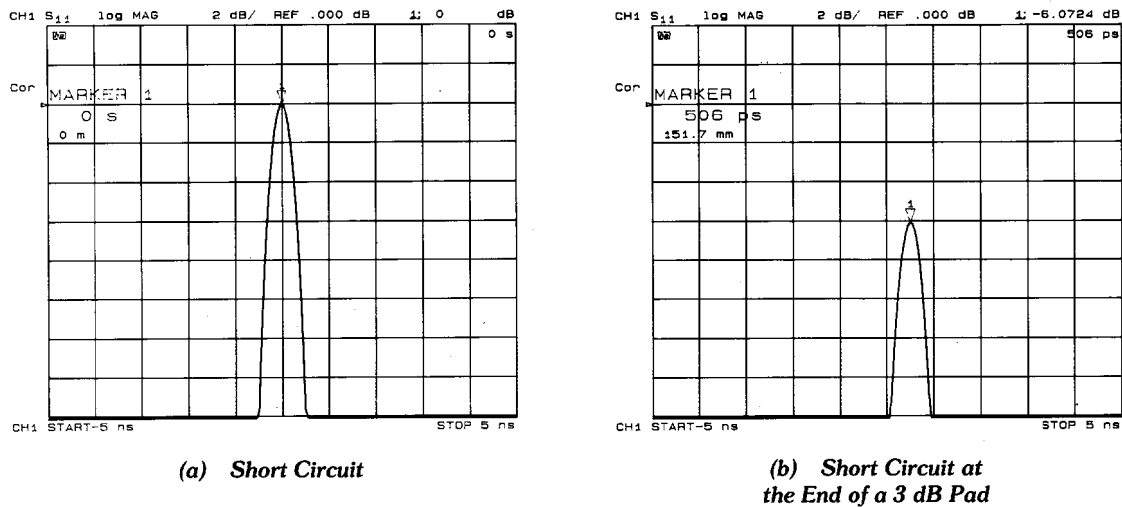 CH1 S11 log MAG 2 dB/ REF .000 dB 1; 0 dB
0 s
Cor
MARKER 1
0 s
0 m
1
CH1 START-5 ns STOP 5 ns
(a) Short Circuit
CH1 S11 log MAG 2 dB/ REF .000 dB 1; -6.0724 dB
506 ps
Cor
MARKER 1
506 ps
151.7 mm
1
CH1 START-5 ns STOP 5 ns
(b) Short Circuit at
the End of a 3 dB Pad